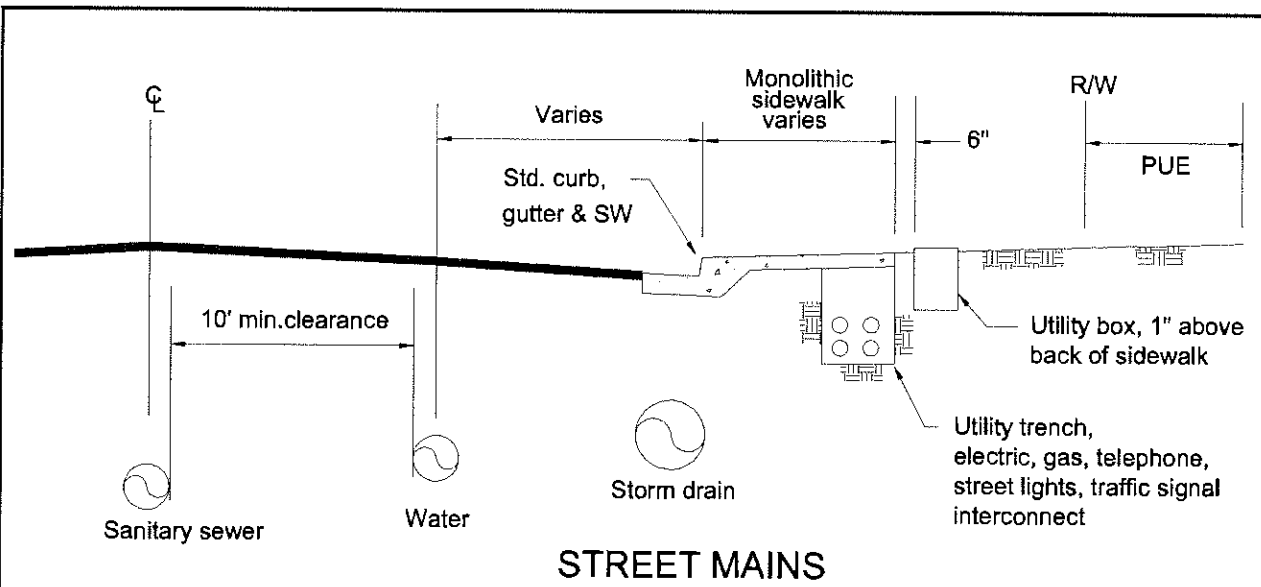 ℄
Varies
Monolithic
sidewalk
varies
R/W
6"
PUE
Std. curb,
gutter & SW
10' min.clearance
Utility box, 1" above
back of sidewalk
Sanitary sewer
Water
Storm drain
Utility trench,
electric, gas, telephone,
street lights, traffic signal
interconnect
STREET MAINS